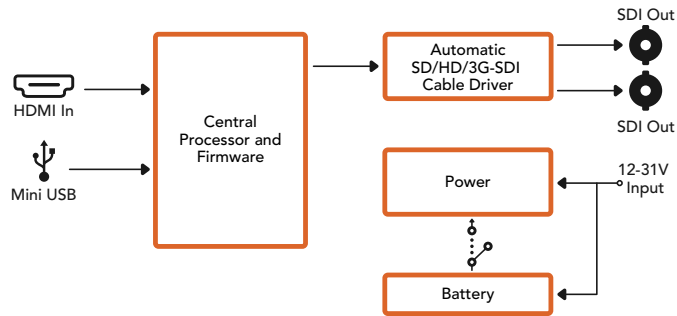 SDI Out
Automatic
SD/HD/3G-SDI
Cable Driver
HDMI In
Central
Processor and
Firmware
SDI Out
Mini USB
Power
12-31V
Input
Battery